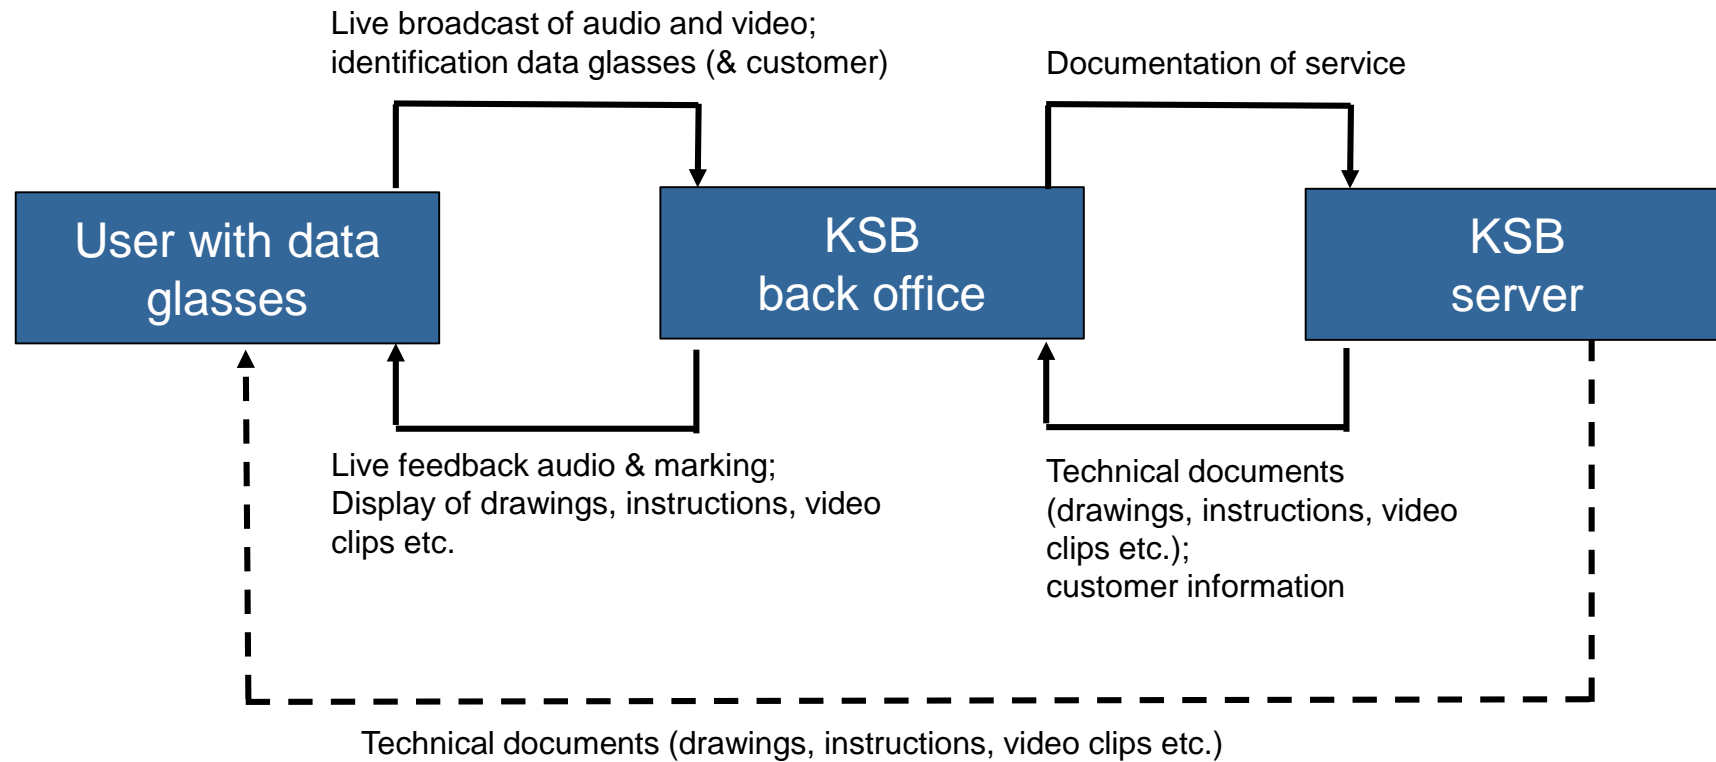 Live broadcast of audio and video;
identification data glasses (& customer)
Documentation of service
User with data
glasses
KSB
back office
KSB
server
Live feedback audio & marking;
Display of drawings, instructions, video
clips etc.
Technical documents
(drawings, instructions, video
clips etc.);
customer information
Technical documents (drawings, instructions, video clips etc.)